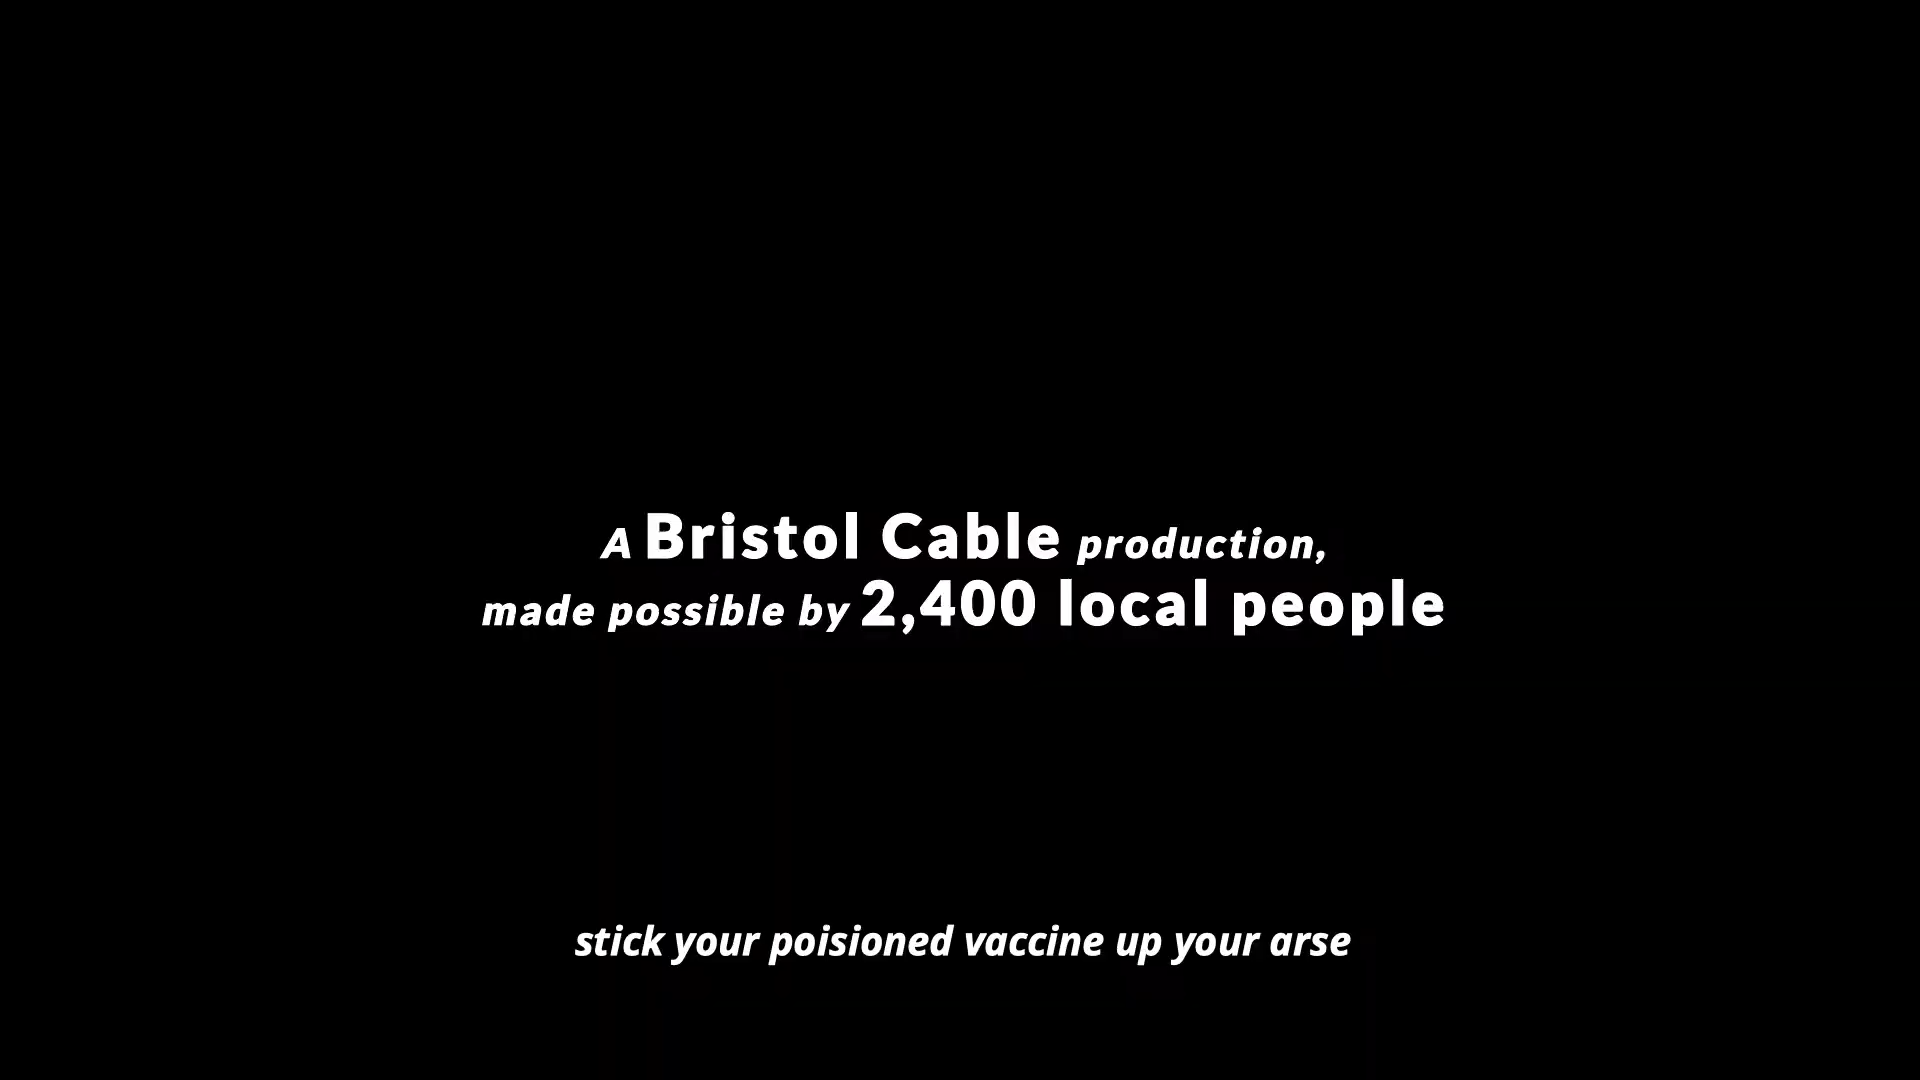 A Bristol Cable production,
made possible by 2,400 local people
stick your poisioned vaccine up your arse